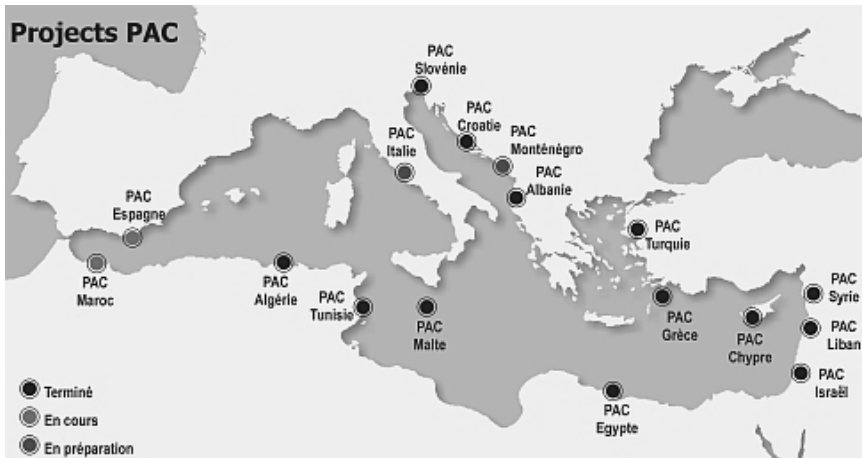 Projects PAC
PAC
Slovénie
PAC
Croatie
PAC
Italie
PAC
Monténégro
PAC
Albanie
PAC
Espagne
PAC
Turquie
PAC
Maroc
PAC
Algérie
PAC
Tunisie
PAC
Malte
PAC
Grèce
PAC
Chypre
PAC
Syrie
PAC
Liban
PAC
Israël
PAC
Egypte
Terminé
En cours
En préparation